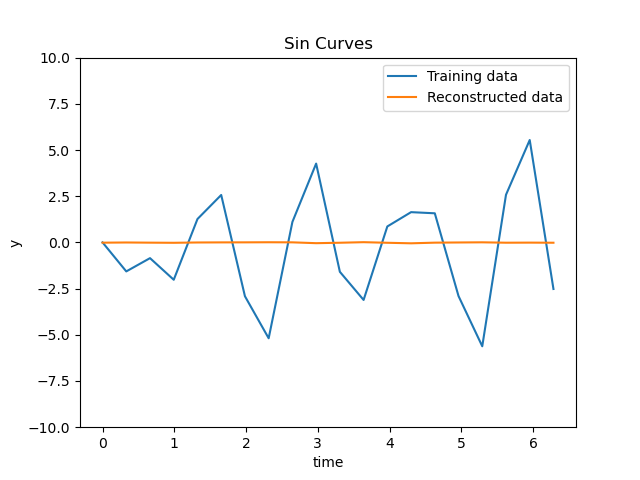 Sin Curves
Training data
Reconstructed data
10.0
7.5
5.0
2.5
0.0
−2.5
−5.0
−7.5
−10.0
y
0 1 2 3 4 5 6
time